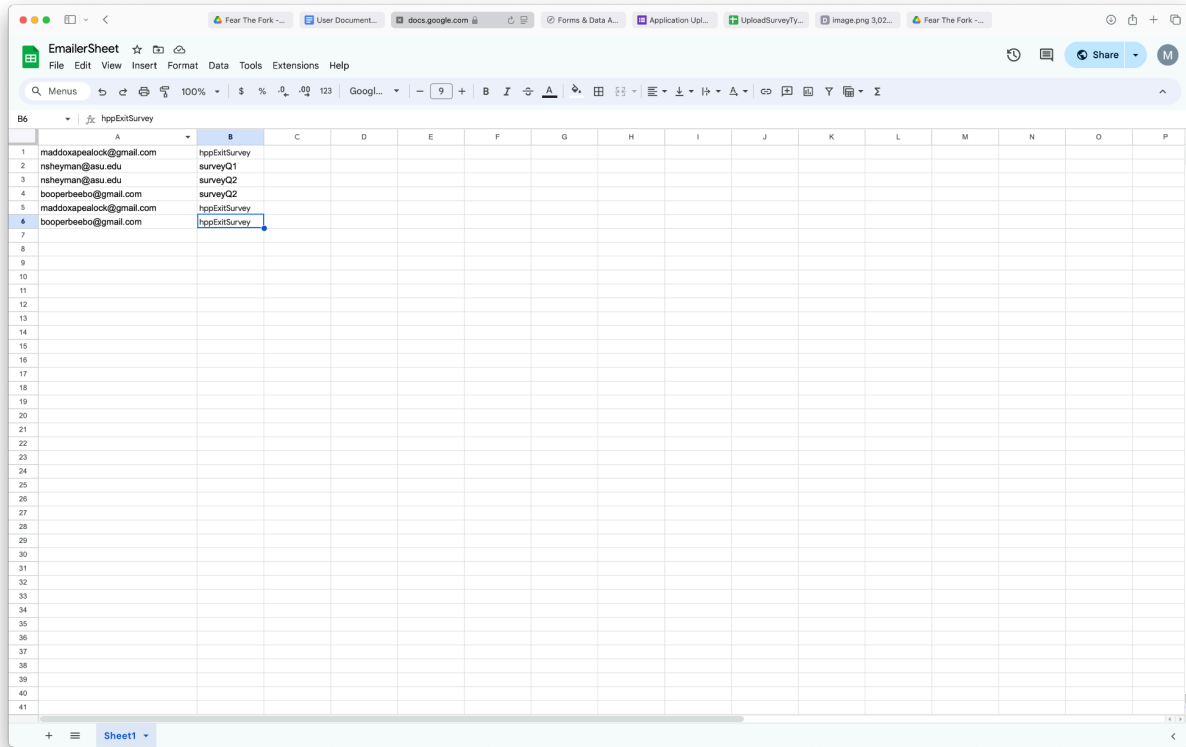 Fear The Fork -...
User Document...
docs.google.com
Forms & Data A...
Application Upl...
UploadSurveyTy...
image.png 3,02...
Fear The Fork -...
EmailerSheet
Share
M
File Edit View Insert Format Data Tools Extensions Help
Menus 100% $ % .0 .00 123 Googl... - 9 + B I A Σ
B6 fx hppExitSurvey
A B C D E F G H I J K L M N O P
1 maddoxapealock@gmail.com hppExitSurvey
2 nsheyman@asu.edu surveyQ1
3 nsheyman@asu.edu surveyQ2
4 booperbeebo@gmail.com surveyQ2
5 maddoxapealock@gmail.com hppExitSurvey
6 booperbeebo@gmail.com hppExitSurvey
7
8
9
10
11
12
13
14
15
16
17
18
19
20
21
22
23
24
25
26
27
28
29
30
31
32
33
34
35
36
37
38
39
40
41
Sheet1